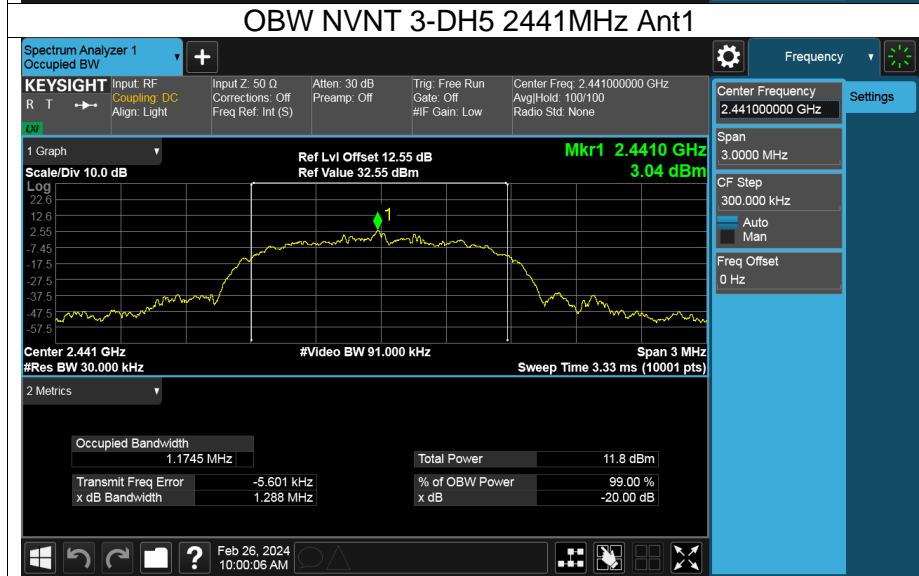 OBW NVNT 3-DH5 2441MHz Ant1
Spectrum Analyzer 1
Occupied BW
Frequency
KEYSIGHT
R T
LXI
Input: RF
Coupling: DC
Align: Light
Input Z: 50 Ω
Corrections: Off
Freq Ref: Int (S)
Atten: 30 dB
Preamp: Off
Trig: Free Run
Gate: Off
#IF Gain: Low
Center Freq: 2.441000000 GHz
Avg|Hold: 100/100
Radio Std: None
Center Frequency
2.441000000 GHz
Settings
Span
3.0000 MHz
CF Step
300.000 kHz
Auto
Man
Freq Offset
0 Hz
1 Graph
Ref Lvl Offset 12.55 dB
Mkr1 2.4410 GHz
Scale/Div 10.0 dB
Ref Value 32.55 dBm
3.04 dBm
Log
22.6
12.6
2.55
-7.45
-17.5
-27.5
-37.5
-47.5
-57.5
1
Center 2.441 GHz
#Video BW 91.000 kHz
Span 3 MHz
#Res BW 30.000 kHz
Sweep Time 3.33 ms (10001 pts)
2 Metrics
Occupied Bandwidth
1.1745 MHz
Total Power 11.8 dBm
Transmit Freq Error -5.601 kHz
% of OBW Power 99.00 %
x dB Bandwidth 1.288 MHz
x dB -20.00 dB
?
Feb 26, 2024
10:00:06 AM